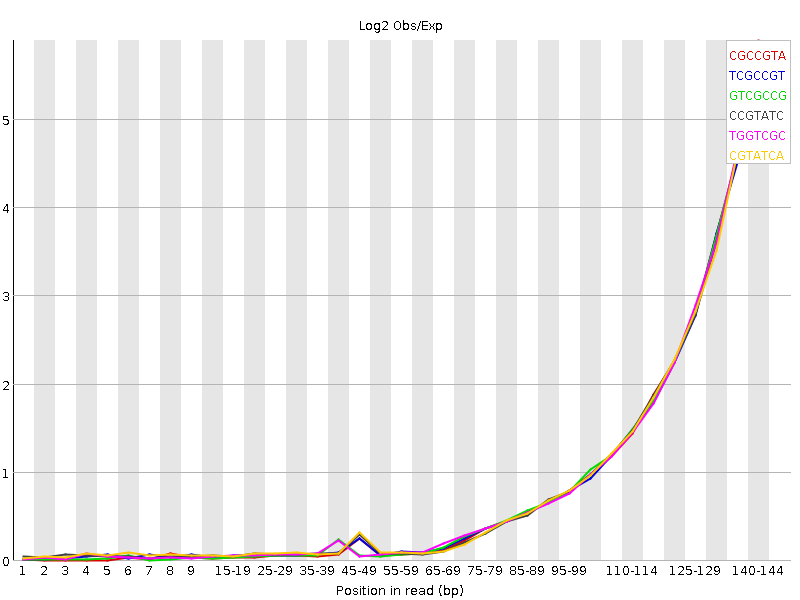 Log2 Obs/Exp
CGCCGTA
TCGCCGT
GTCGCCG
CCGTATC
TGGTCGC
CGTATCA
5
4
3
2
1
0
1 2 3 4 5 6 7 8 9 15-19 25-29 35-39 45-49 55-59 65-69 75-79 85-89 95-99 110-114 125-129 140-144
Position in read (bp)